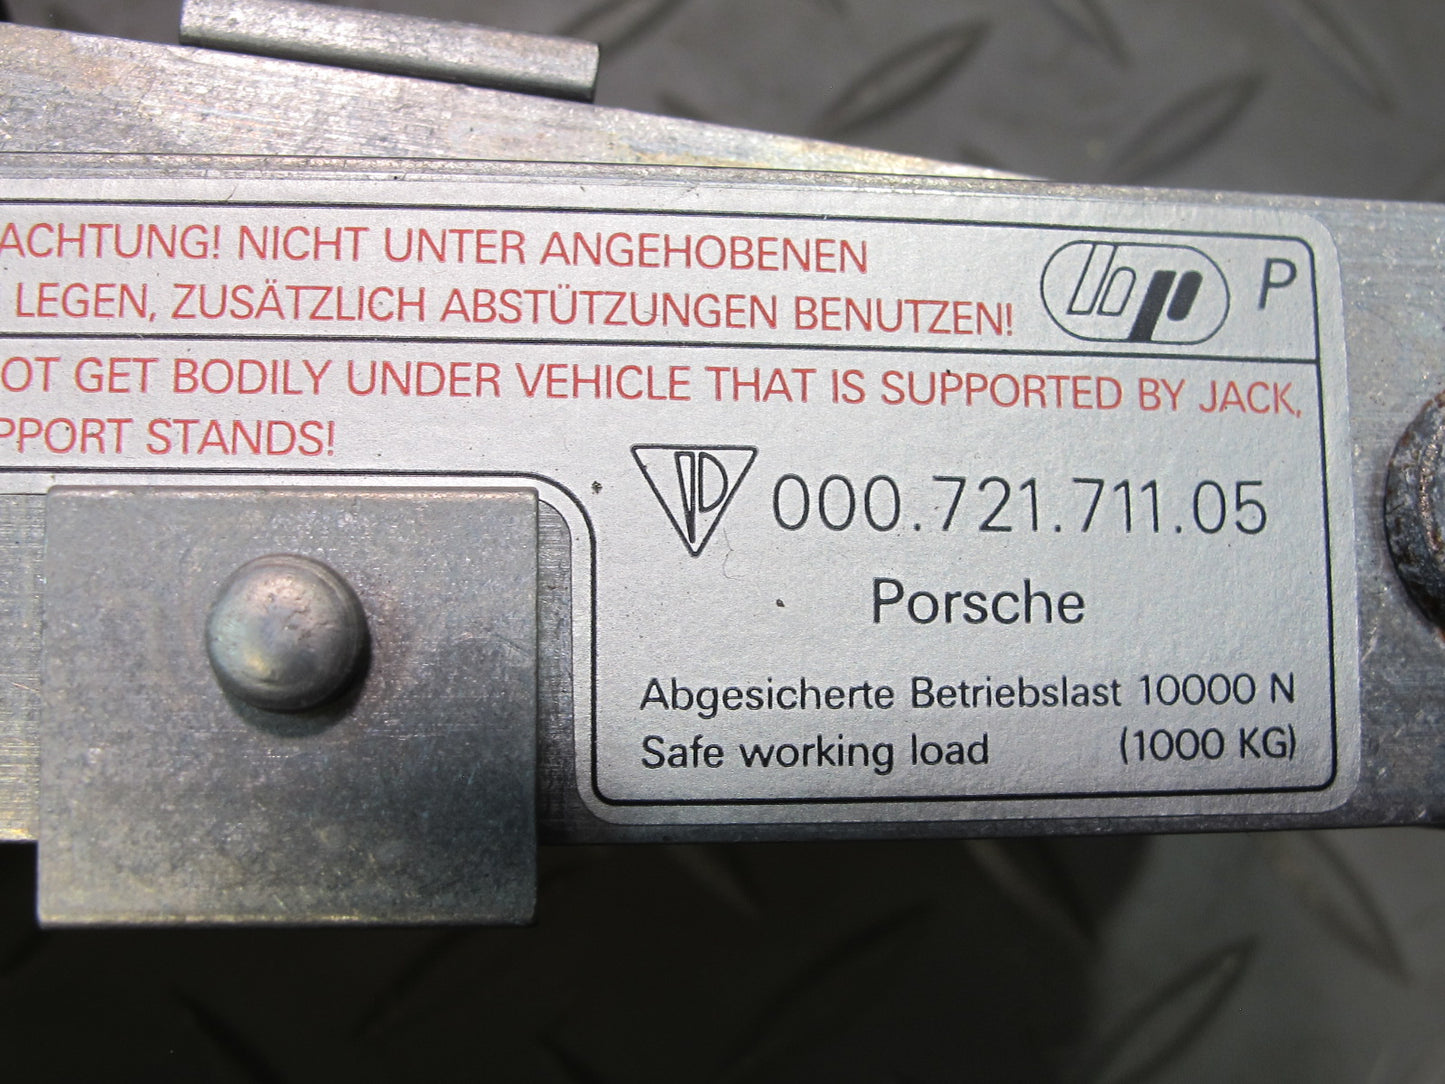 ACHTUNG! NICHT UNTER ANGEHOBENEN
LEGEN, ZUSÄTZLICH ABSTÜTZUNGEN BENUTZEN!
bp P
OT GET BODILY UNDER VEHICLE THAT IS SUPPORTED BY JACK,
PPORT STANDS!
000.721.711.05
Porsche
Abgesicherte Betriebslast 10000 N
Safe working load (1000 KG)